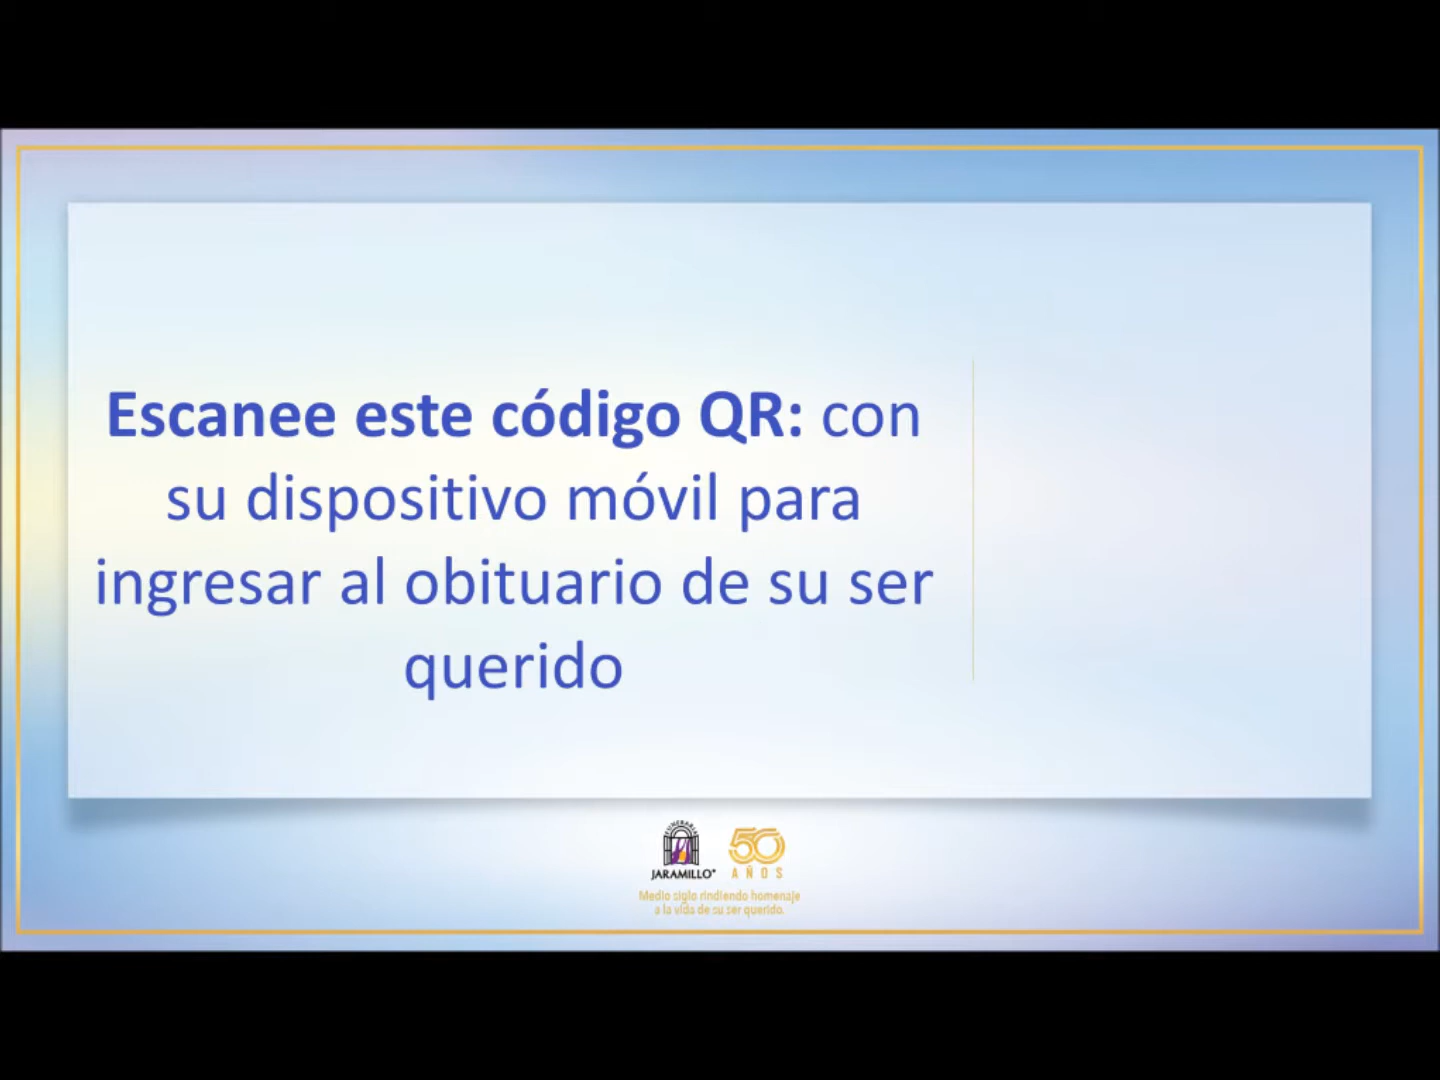 Escanee este código QR: con
su dispositivo móvil para
ingresar al obituario de su ser
querido
FUNERARIA
JARAMILLO®
50
AÑOS
Medio siglo rindiendo homenaje
a la vida de su ser querido.